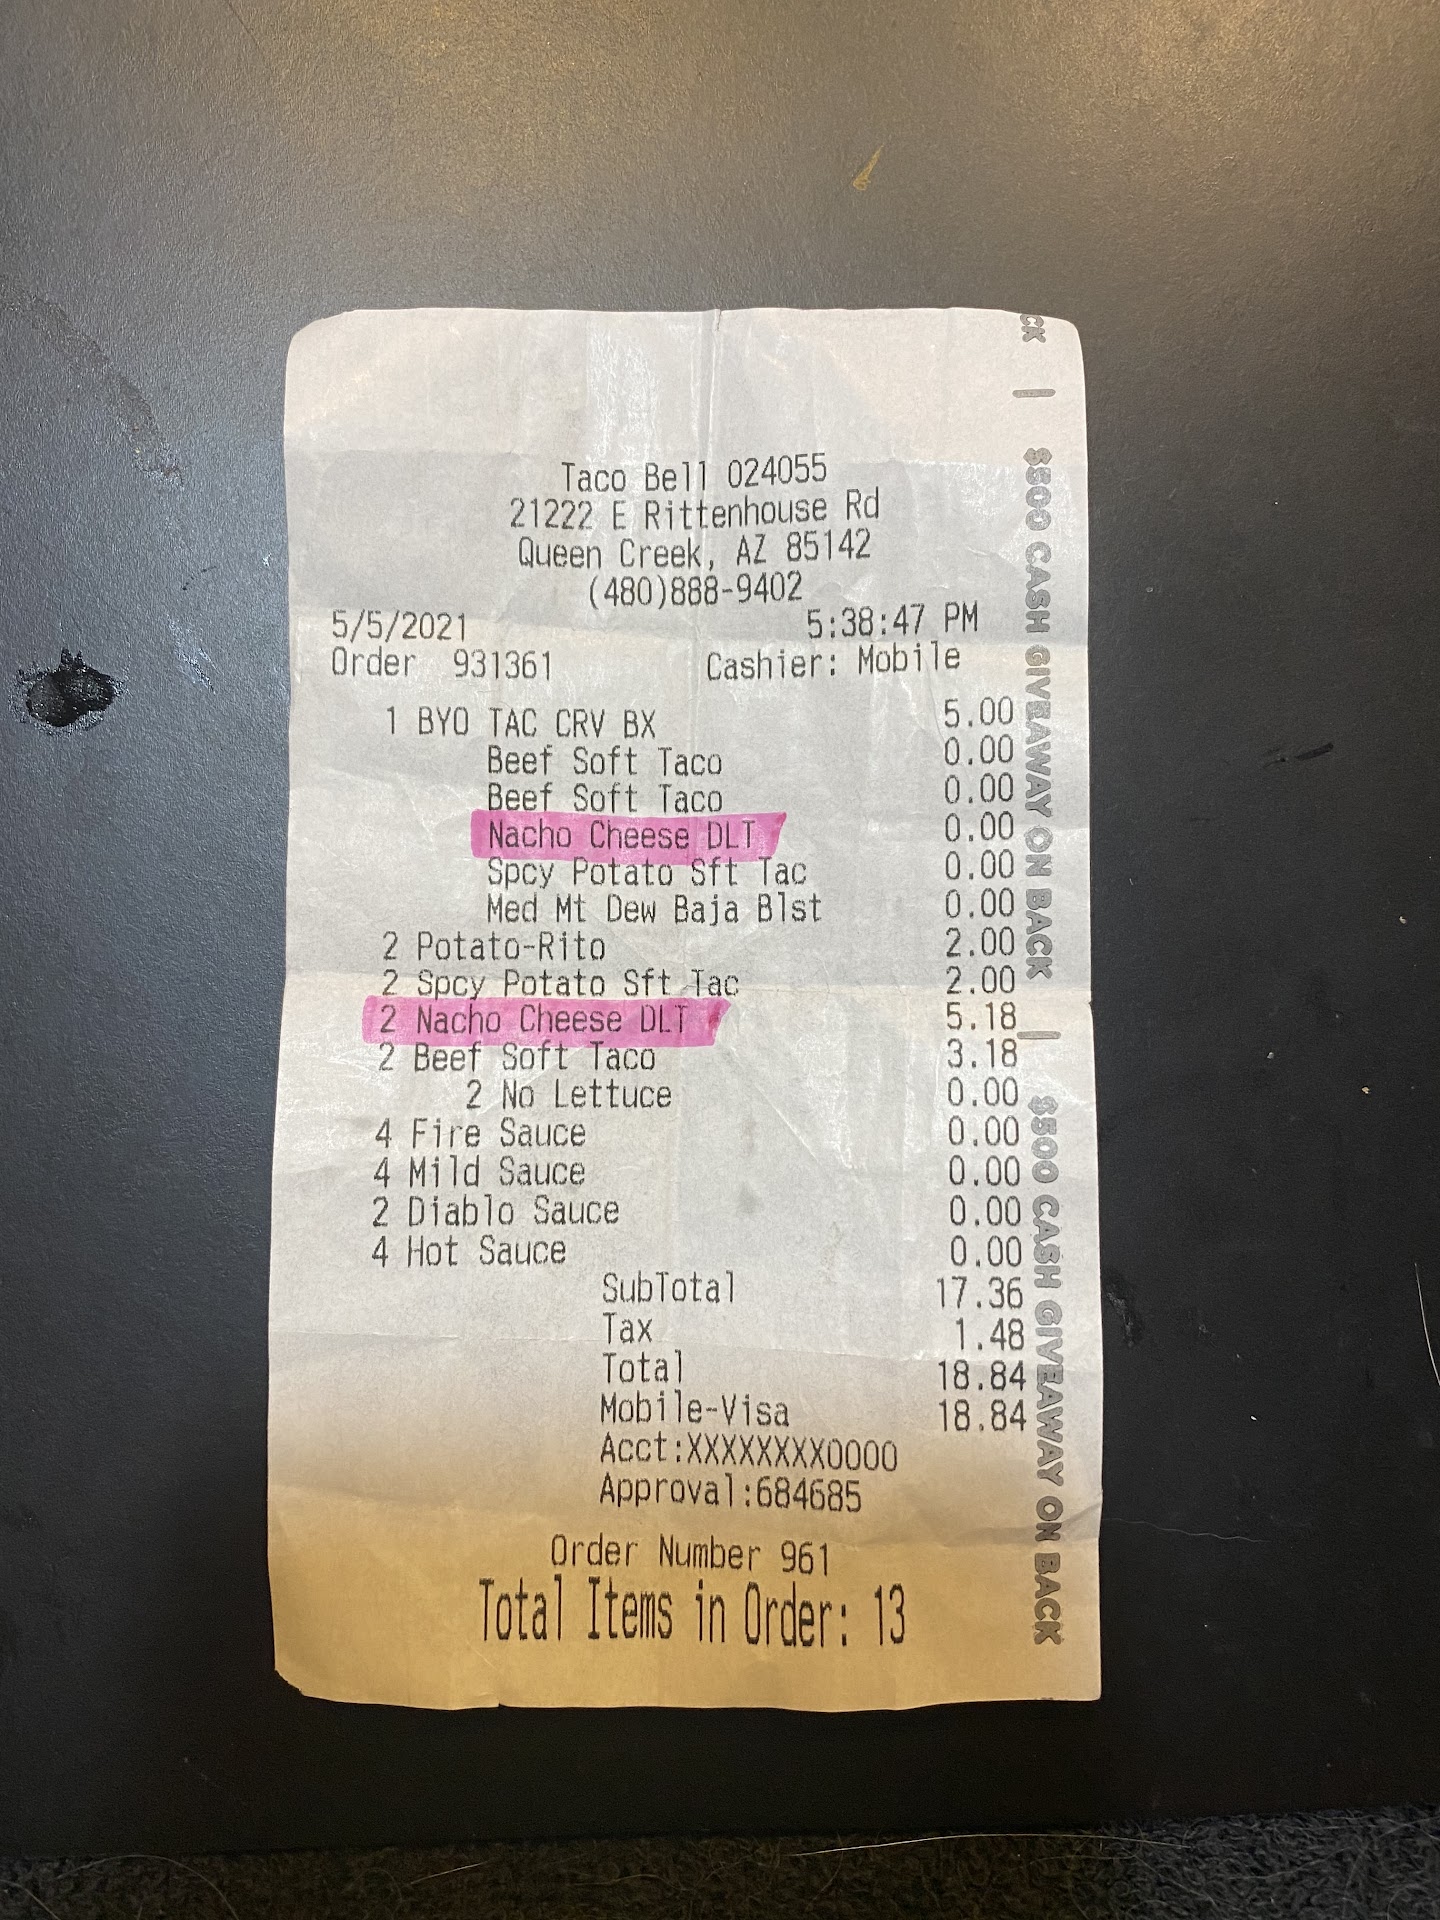 Taco Bell 024055
21222 E Rittenhouse Rd
Queen Creek, AZ 85142
(480)888-9402
5/5/2021 5:38:47 PM
Order 931361 Cashier: Mobile
1 BYO TAC CRV BX 5.00
Beef Soft Taco 0.00
Beef Soft Taco 0.00
Nacho Cheese DLT 0.00
Spcy Potato Sft Tac 0.00
Med Mt Dew Baja Blst 0.00
2 Potato-Rito 2.00
2 Spcy Potato Sft Tac 2.00
2 Nacho Cheese DLT 5.18
2 Beef Soft Taco 3.18
2 No Lettuce 0.00
4 Fire Sauce 0.00
4 Mild Sauce 0.00
2 Diablo Sauce 0.00
4 Hot Sauce 0.00
SubTotal 17.36
Tax 1.48
Total 18.84
Mobile-Visa 18.84
Acct:XXXXXXXX0000
Approval:684685
Order Number 961
Total Items in Order: 13
CK | $500 CASH GIVEAWAY ON BACK | $500 CASH GIVEAWAY ON BACK